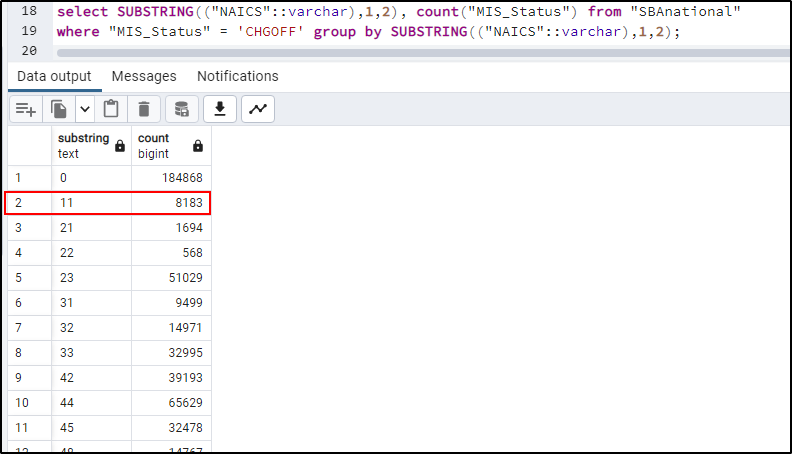 18 select SUBSTRING(("NAICS"::varchar),1,2), count("MIS_Status") from "SBAnational"
19 where "MIS_Status" = 'CHGOFF' group by SUBSTRING(("NAICS"::varchar),1,2);
20
Data output Messages Notifications
substring count
text bigint
1 0 184868
2 11 8183
3 21 1694
4 22 568
5 23 51029
6 31 9499
7 32 14971
8 33 32995
9 42 39193
10 44 65629
11 45 32478
12 48 14767